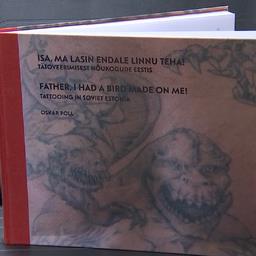 ISA, MA LASIN ENDALE LINNU TEHA!
TÄTOVEERIMISEST NÕUKOGUDE EESTIS
FATHER, I HAD A BIRD MADE ON ME!
TATTOOING IN SOVIET ESTONIA
OSKAR POLL